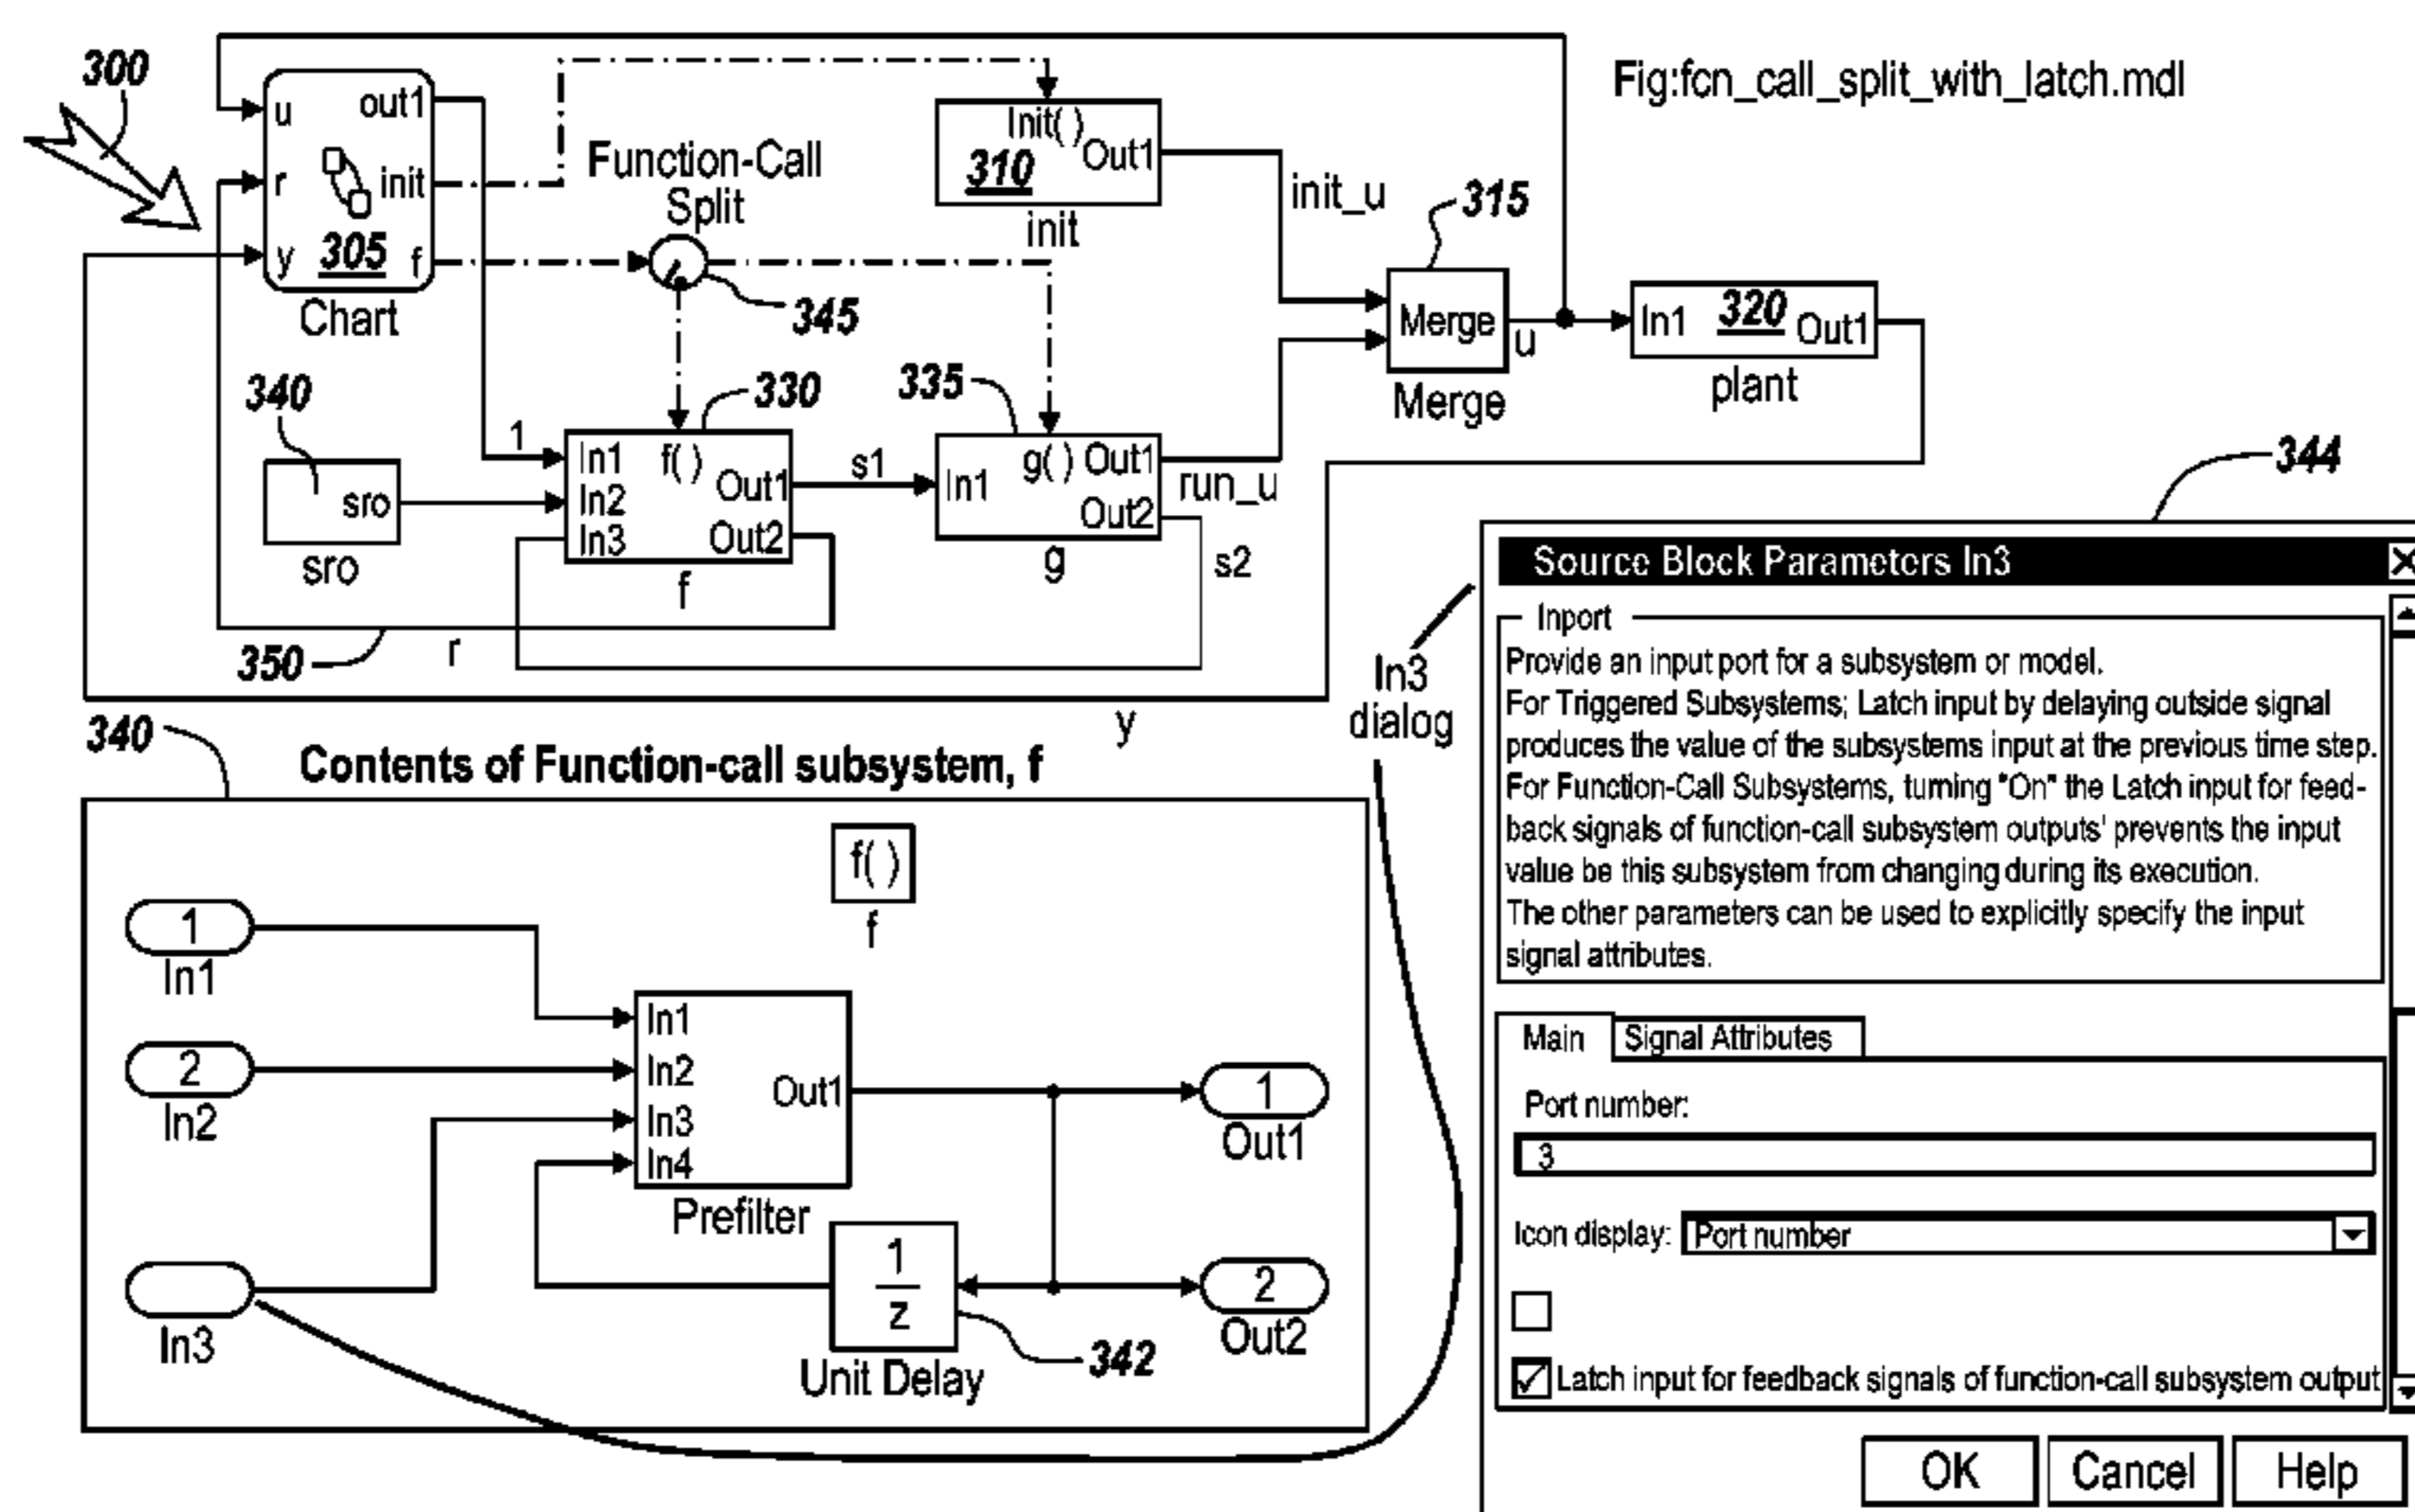 300
Fig:fcn_call_split_with_latch.mdl
u
out1
r
init
y
305
f
Chart
Function-Call
Split
345
Init( )
310
Out1
init
init_u
315
Merge
u
Merge
In1
320
Out1
plant
340
sro
sro
1
330
In1
f( )
In2
Out1
In3
Out2
f
s1
335
g( )
Out1
In1
Out2
g
run_u
s2
350
r
y
344
In3
dialog
Source Block Parameters In3
Inport
Provide an input port for a subsystem or model.
For Triggered Subsystems; Latch input by delaying outside signal
produces the value of the subsystems input at the previous time step.
For Function-Call Subsystems, turning "On" the Latch input for feed-
back signals of function-call subsystem outputs' prevents the input
value be this subsystem from changing during its execution.
The other parameters can be used to explicitly specify the input
signal attributes.
Main
Signal Attributes
Port number:
3
Icon display:
Port number
Latch input for feedback signals of function-call subsystem output
OK
Cancel
Help
340
Contents of Function-call subsystem, f
f( )
f
1
In1
2
In2
In3
In1
In2
In3
In4
Out1
Prefilter
1
z
Unit Delay
342
1
Out1
2
Out2